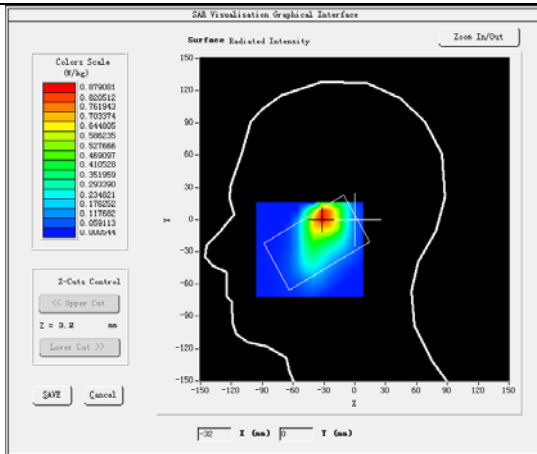 SAR Visualisation Graphical Interface
Surface Radiated Intensity
Zoom In/Out
Colors Scale
(W/kg)
0.879081
0.820512
0.761943
0.703374
0.644805
0.586235
0.527666
0.469097
0.410528
0.351959
0.293390
0.234821
0.176252
0.117682
0.059113
0.000544
Z-Cuts Control
<< Upper Cut
Z = 3.2 mm
Lower Cut >>
SAVE Cancel
150
120
90
60
30
Y 0
-30
-60
-90
-120
-150
-150 -120 -90 -60 -30 0 30 60 90 120 150
X
-32 X (mm) 0 Y (mm)